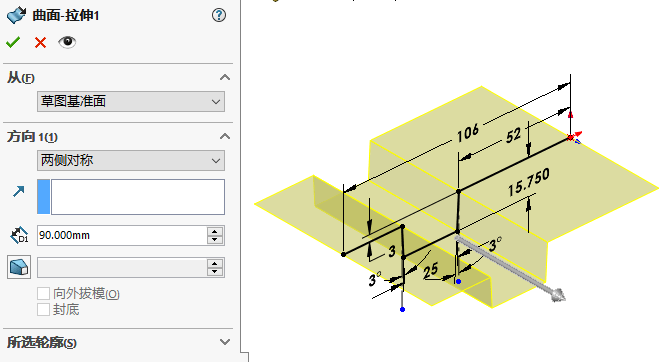 曲面-拉伸1
从(F)
草图基准面
方向 1(1)
两侧对称
D1
90.000mm
向外拔模(O)
封底
所选轮廓(S)
106
52
15.750
3
3°
25
3°